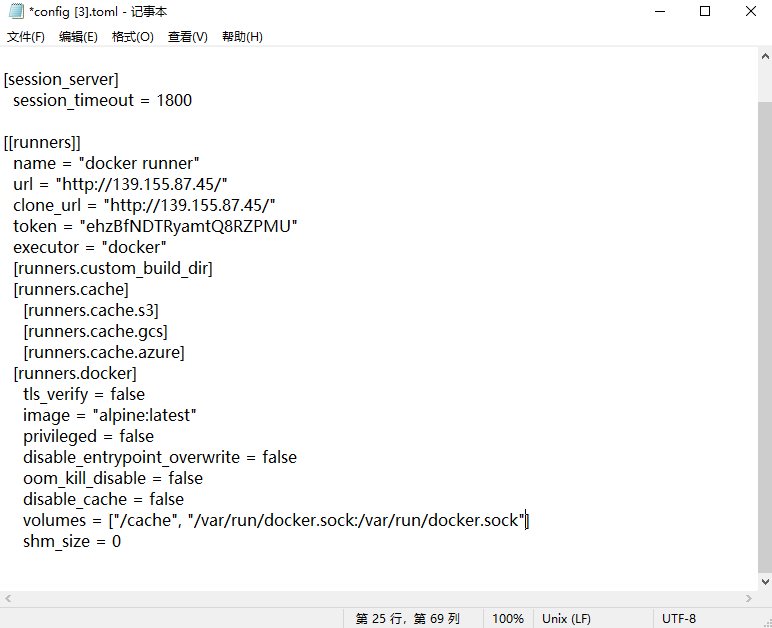 *config [3].toml - 记事本
文件(F) 编辑(E) 格式(O) 查看(V) 帮助(H)
[session_server]
session_timeout = 1800
[[runners]]
name = "docker runner"
url = "http://139.155.87.45/"
clone_url = "http://139.155.87.45/"
token = "ehzBfNDTRyamtQ8RZPMU"
executor = "docker"
[runners.custom_build_dir]
[runners.cache]
[runners.cache.s3]
[runners.cache.gcs]
[runners.cache.azure]
[runners.docker]
tls_verify = false
image = "alpine:latest"
privileged = false
disable_entrypoint_overwrite = false
oom_kill_disable = false
disable_cache = false
volumes = ["/cache", "/var/run/docker.sock:/var/run/docker.sock"]
shm_size = 0
第 25 行，第 69 列 100% Unix (LF) UTF-8